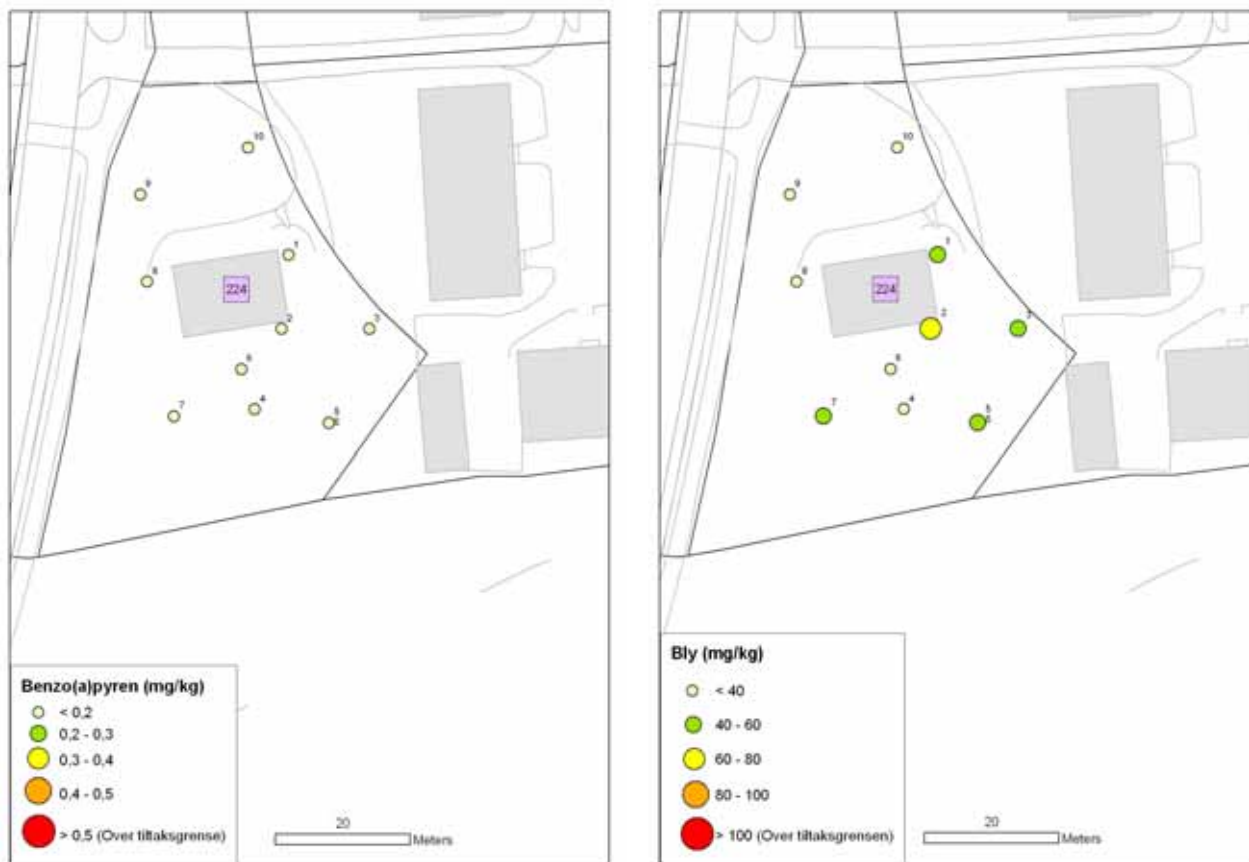 10
9
1
8
224
2
3
6
4
7
5
6
Benzo(a)pyren (mg/kg)
< 0,2
0,2 - 0,3
0,3 - 0,4
0,4 - 0,5
> 0.5 (Over tiltaksgrense)
20
Meters
10
9
1
8
224
2
3
6
4
7
5
6
Bly (mg/kg)
< 40
40 - 60
60 - 80
80 - 100
> 100 (Over tiltaksgrensen)
20
Meters